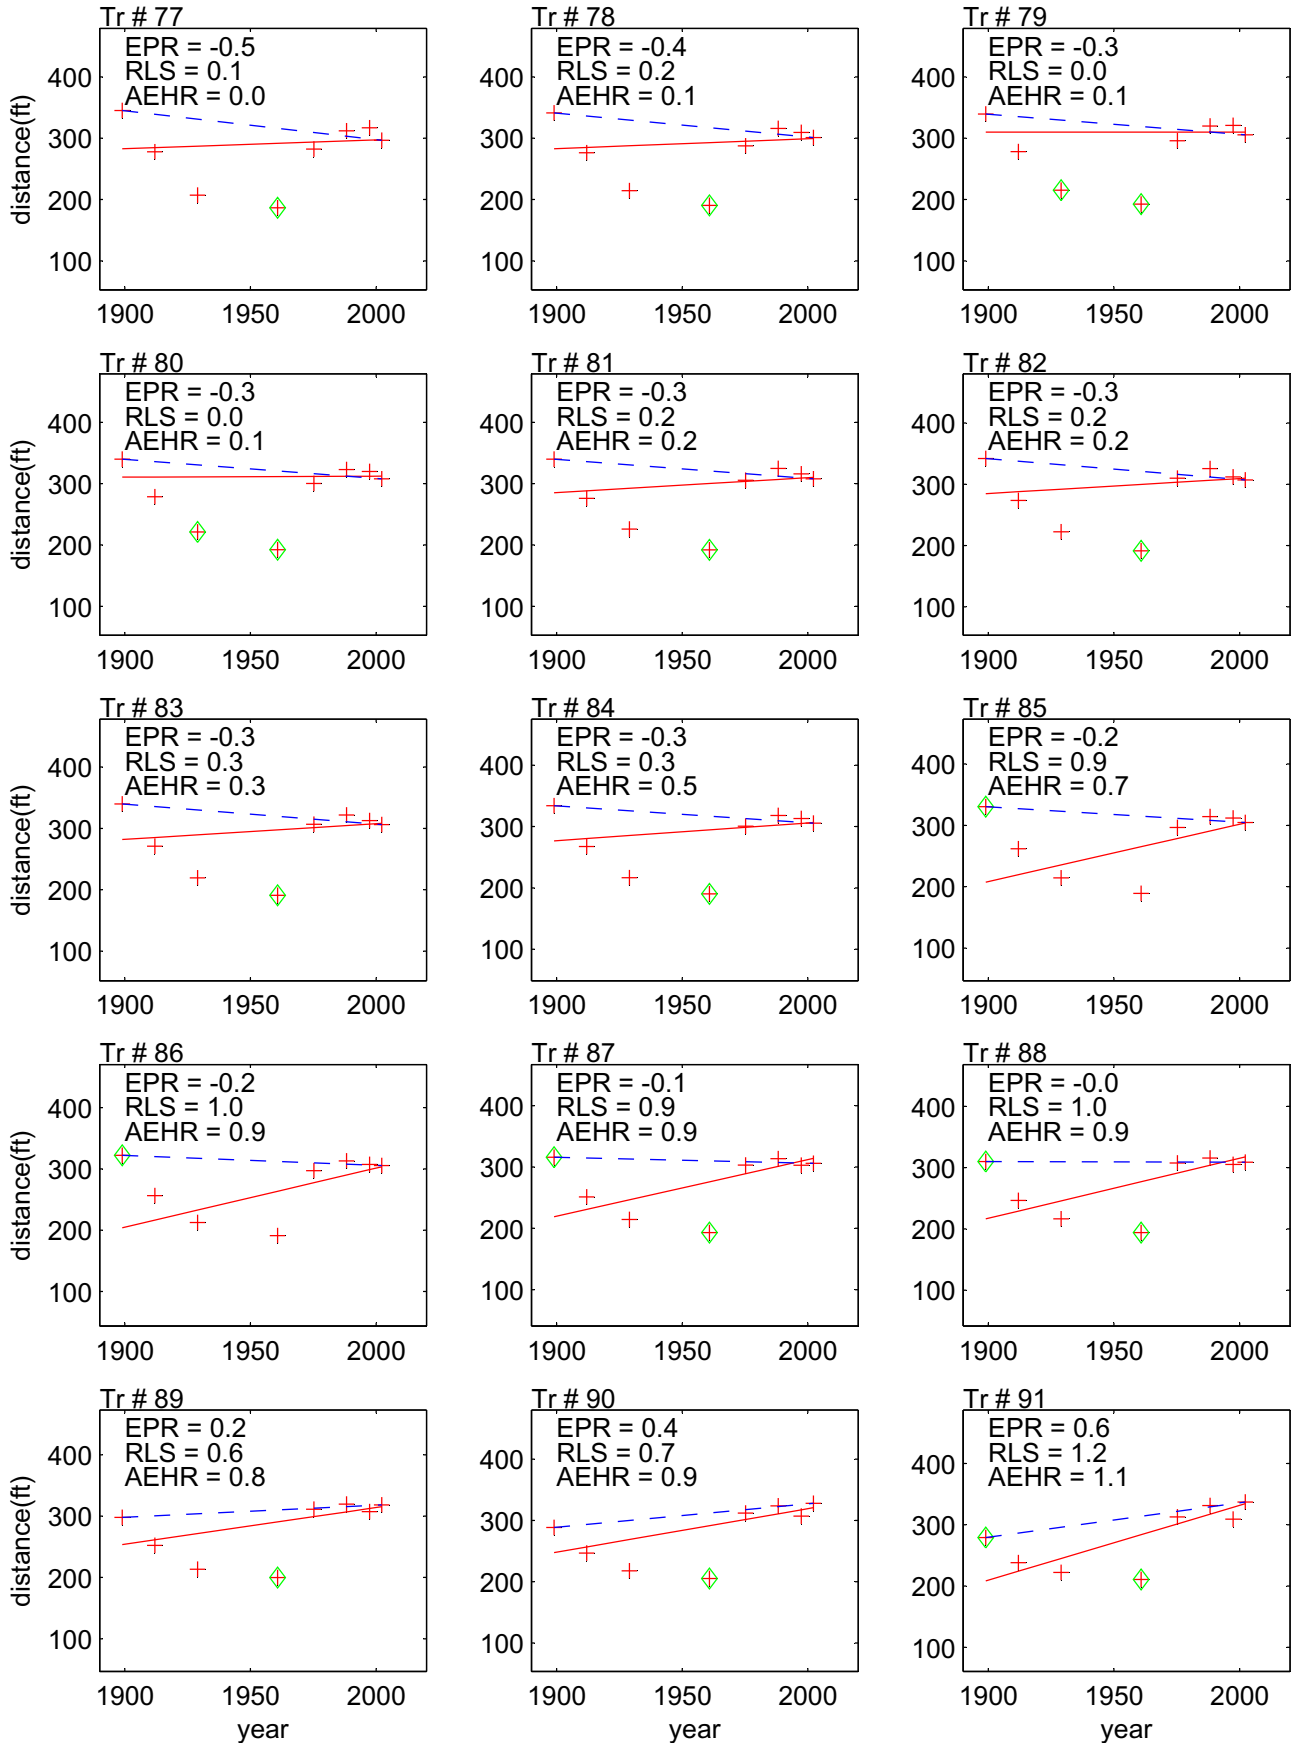 Tr # 77
EPR = -0.5
RLS = 0.1
AEHR = 0.0
400
300
200
100
distance(ft)
1900 1950 2000
Tr # 78
EPR = -0.4
RLS = 0.2
AEHR = 0.1
400
300
200
100
1900 1950 2000
Tr # 79
EPR = -0.3
RLS = 0.0
AEHR = 0.1
400
300
200
100
1900 1950 2000
Tr # 80
EPR = -0.3
RLS = 0.0
AEHR = 0.1
400
300
200
100
distance(ft)
1900 1950 2000
Tr # 81
EPR = -0.3
RLS = 0.2
AEHR = 0.2
400
300
200
100
1900 1950 2000
Tr # 82
EPR = -0.3
RLS = 0.2
AEHR = 0.2
400
300
200
100
1900 1950 2000
Tr # 83
EPR = -0.3
RLS = 0.3
AEHR = 0.3
400
300
200
100
distance(ft)
1900 1950 2000
Tr # 84
EPR = -0.3
RLS = 0.3
AEHR = 0.5
400
300
200
100
1900 1950 2000
Tr # 85
EPR = -0.2
RLS = 0.9
AEHR = 0.7
400
300
200
100
1900 1950 2000
Tr # 86
EPR = -0.2
RLS = 1.0
AEHR = 0.9
400
300
200
100
distance(ft)
1900 1950 2000
Tr # 87
EPR = -0.1
RLS = 0.9
AEHR = 0.9
400
300
200
100
1900 1950 2000
Tr # 88
EPR = -0.0
RLS = 1.0
AEHR = 0.9
400
300
200
100
1900 1950 2000
Tr # 89
EPR = 0.2
RLS = 0.6
AEHR = 0.8
400
300
200
100
distance(ft)
1900 1950 2000
year
Tr # 90
EPR = 0.4
RLS = 0.7
AEHR = 0.9
400
300
200
100
1900 1950 2000
year
Tr # 91
EPR = 0.6
RLS = 1.2
AEHR = 1.1
400
300
200
100
1900 1950 2000
year